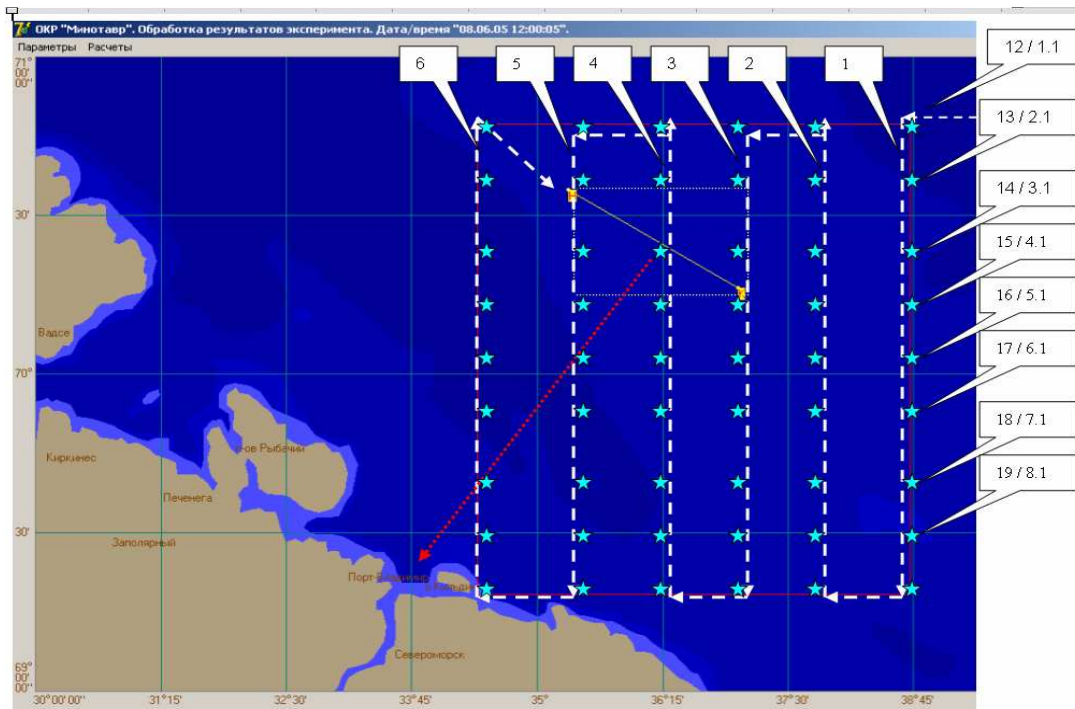 ОКР "Минотавр". Обработка результатов эксперимента. Дата/время "08.06.05 12:00:05".
Параметры Расчеты
71° 00' 00''
6
5
4
3
2
1
12 / 1.1
13 / 2.1
14 / 3.1
15 / 4.1
16 / 5.1
17 / 6.1
18 / 7.1
19 / 8.1
30'
Вадсе
70°
Киркинес
Рыбачий
Печенега
30'
Заполярный
Североморск
69° 00' 00''
30°00'00'' 31°15' 32°30' 33°45' 35° 36°15' 37°30' 38°45'